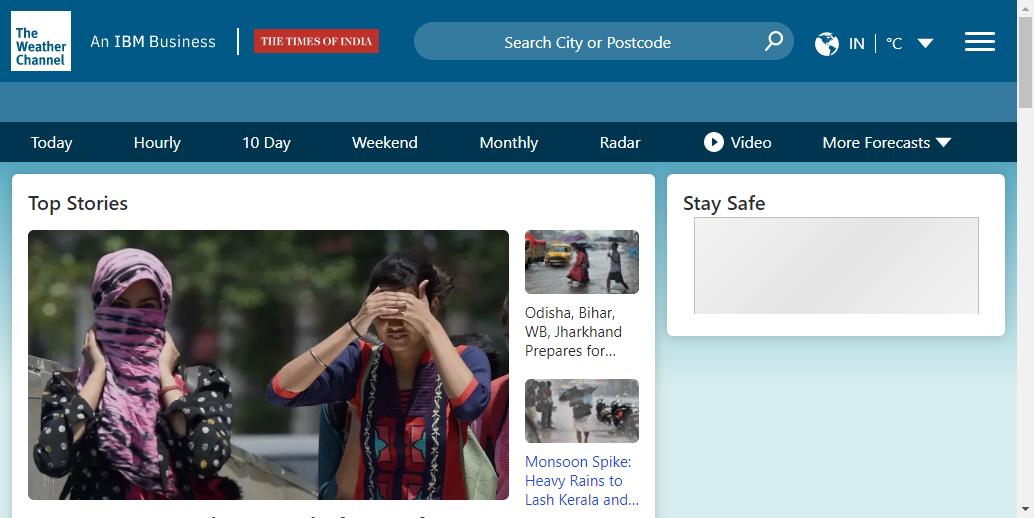 The
Weather
Channel
An IBM Business
THE TIMES OF INDIA
Search City or Postcode
IN
°C
Today
Hourly
10 Day
Weekend
Monthly
Radar
Video
More Forecasts
Top Stories
Stay Safe
Odisha, Bihar,
WB, Jharkhand
Prepares for...
Monsoon Spike:
Heavy Rains to
Lash Kerala and...